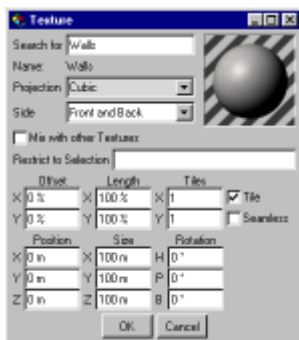 Texture
Search for Walls
Name: Walls
Projection Cubic
Side Front and Back
Mix with other Textures
Restrict to Selection
Offset Length Tiles
X 0 % X 100 % X 1 Tile
Y 0 % Y 100 % Y 1 Seamless
Position Size Rotation
X 0 m X 100 m H 0 °
Y 0 m Y 100 m P 0 °
Z 0 m Z 100 m B 0 °
OK Cancel